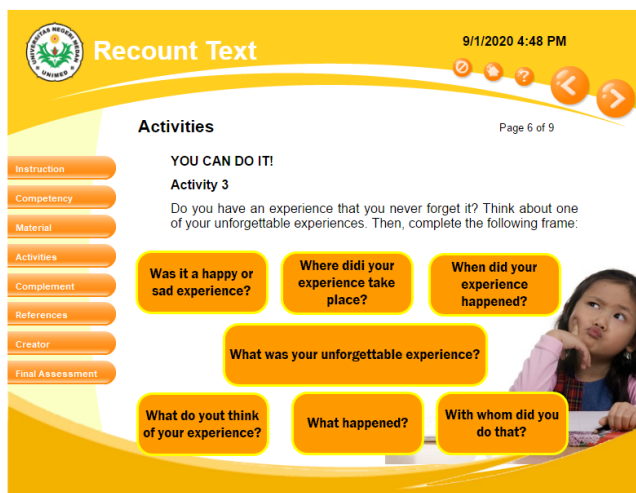 UNIVERSITAS NEGERI MEDAN
UNIMED
Recount Text
9/1/2020 4:48 PM
Activities
Page 6 of 9
YOU CAN DO IT!
Activity 3
Do you have an experience that you never forget it? Think about one
of your unforgettable experiences. Then, complete the following frame:
Instruction
Competency
Material
Activities
Complement
References
Creator
Final Assessment
Was it a happy or
sad experience?
Where didi your
experience take
place?
When did your
experience
happened?
What was your unforgettable experience?
What do yout think
of your experience?
What happened?
With whom did you
do that?